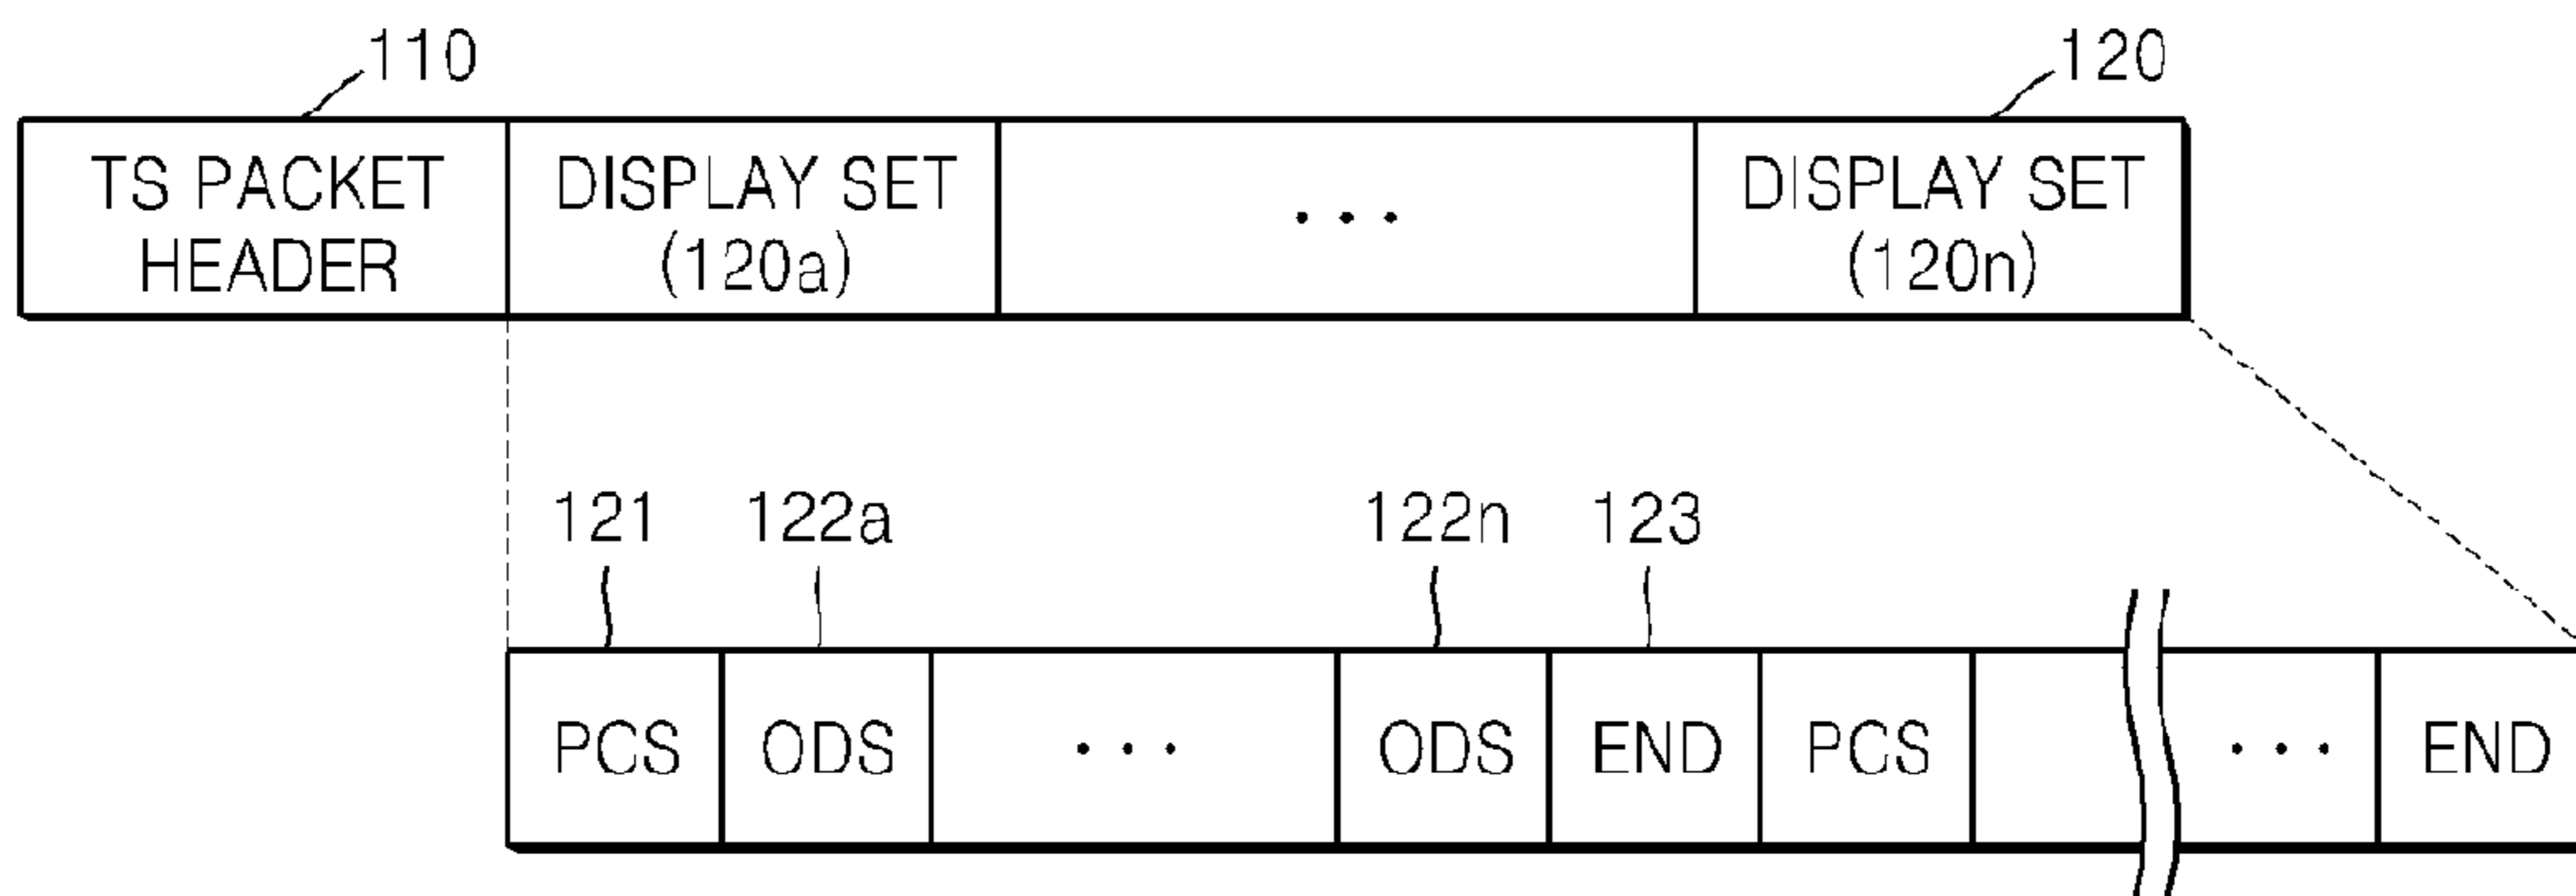 110
120
TS PACKET
HEADER
DISPLAY SET
(120a)
...
DISPLAY SET
(120n)
121
122a
122n
123
PCS
ODS
...
ODS
END
PCS
...
END